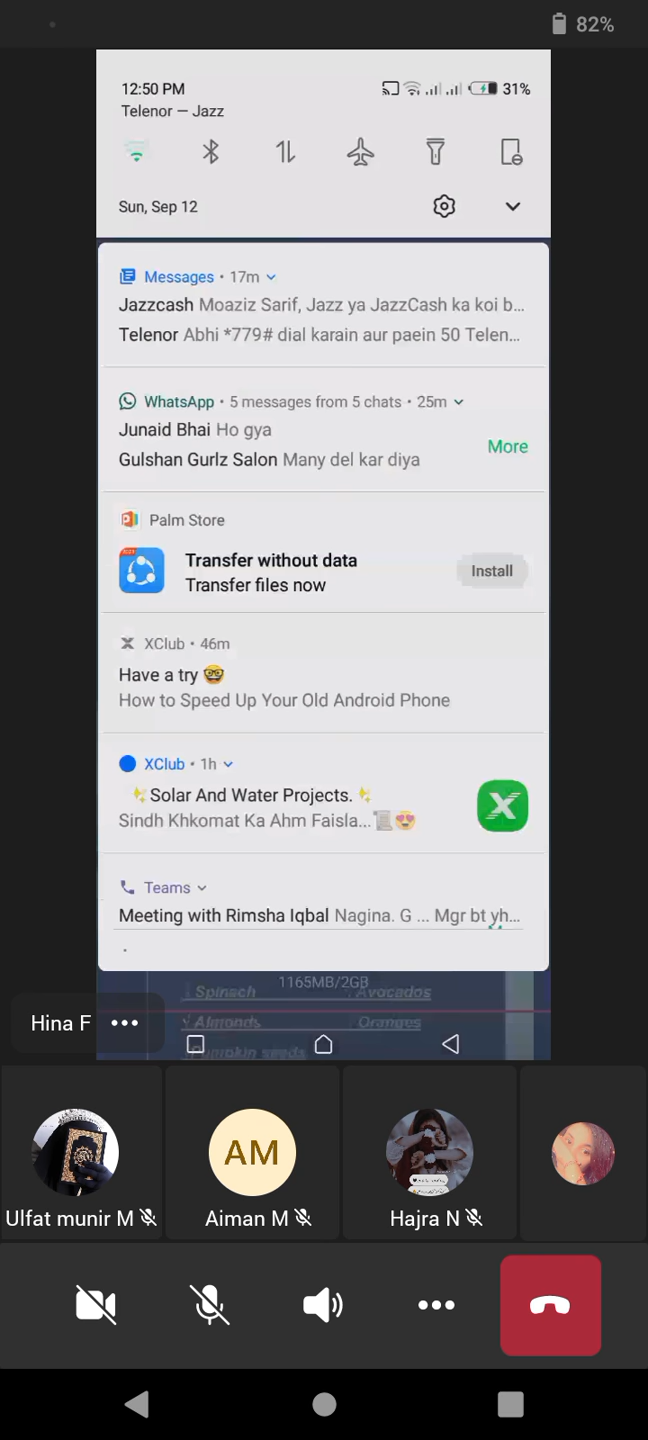 82%
12:50 PM 31%
Telenor — Jazz
Sun, Sep 12
Messages • 17m
Jazzcash Moaziz Sarif, Jazz ya JazzCash ka koi b...
Telenor Abhi *779# dial karain aur paein 50 Telen...
WhatsApp • 5 messages from 5 chats • 25m
Junaid Bhai Ho gya
More
Gulshan Gurlz Salon Many del kar diya
Palm Store
Transfer without data
Install
Transfer files now
XClub • 46m
Have a try 🤓
How to Speed Up Your Old Android Phone
XClub • 1h
✨Solar And Water Projects.✨
Sindh Khkomat Ka Ahm Faisla...📜😍
Teams
Meeting with Rimsha Iqbal Nagina. G ... Mgr bt yh...
.
1165MB/2GB
√ Spinach √ Avocados
√ Almonds Oranges
Pumpkin seeds
Hina F •••
AM
Ulfat munir M Aiman M Hajra N